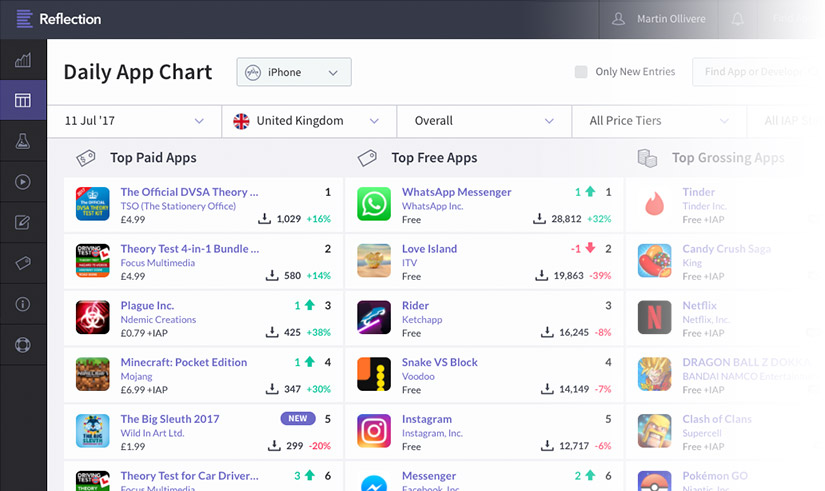 Reflection
Martin Ollivere
Daily App Chart
iPhone
Only New Entries
Find App or Develop
11 Jul '17
United Kingdom
Overall
All Price Tiers
All IAP
Top Paid Apps
The Official DVSA Theory ...
1
TSO (The Stationery Office)
£4.99
1,029 +16%
Theory Test 4-in-1 Bundle ...
2
Focus Multimedia
£4.99
580 +14%
Plague Inc.
1 3
Ndemic Creations
£0.79 +IAP
425 +38%
Minecraft: Pocket Edition
1 4
Mojang
£6.99 +IAP
347 +30%
The Big Sleuth 2017
NEW 5
Wild In Art Ltd.
£1.99
299 -20%
Theory Test for Car Driver...
3 6
Focus Multimedia
Top Free Apps
WhatsApp Messenger
1 1
WhatsApp Inc.
Free
28,812 +32%
Love Island
-1 2
ITV
Free
19,863 -39%
Rider
3
Ketchapp
Free
16,245 -8%
Snake VS Block
4
Voodoo
Free
14,149 -7%
Instagram
5
Instagram, Inc.
Free
12,717 -6%
Messenger
2 6
Facebook, Inc.
Top Grossing Apps
Tinder
Tinder Inc.
Free +IAP
Candy Crush Saga
King
Free +IAP
Netflix
Netflix, Inc.
Free +IAP
DRAGON BALL Z DOKKA
BANDAI NAMCO Entertainme
Free +IAP
Clash of Clans
Supercell
Free +IAP
Pokémon GO
Niantic, Inc.